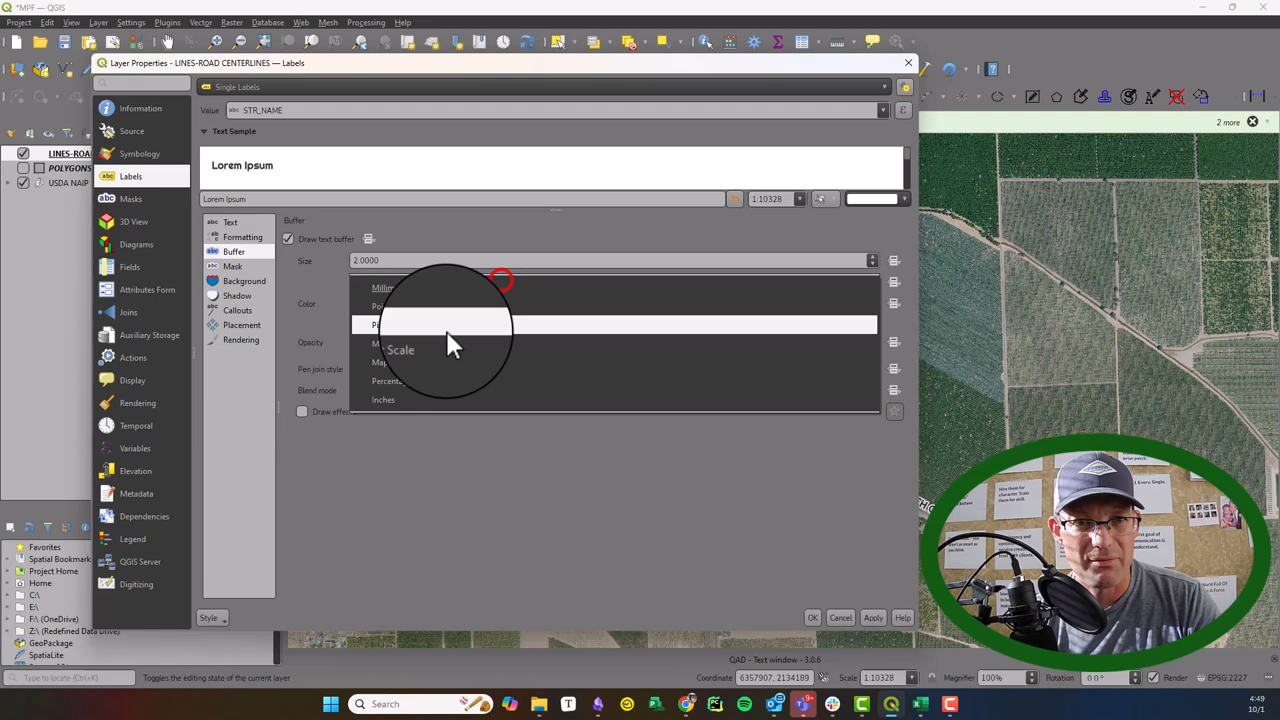 *MPF — QGIS
Project Edit View Layer Settings Plugins Vector Raster Database Web Mesh Processing Help
Layer Properties - LINES-ROAD CENTERLINES — Labels
Single Labels
Information
Source
Symbology
Labels
Masks
3D View
Diagrams
Fields
Attributes Form
Joins
Auxiliary Storage
Actions
Display
Rendering
Temporal
Variables
Elevation
Metadata
Dependencies
Legend
QGIS Server
Digitizing
Value abc STR_NAME
Text Sample
Lorem Ipsum
Lorem Ipsum
1:10328
Text
Formatting
Buffer
Mask
Background
Shadow
Callouts
Placement
Rendering
Buffer
Draw text buffer
Size 2.0000
Color
Opacity
Pen join style
Blend mode
Scale
Inches
Style
OK Cancel Apply Help
2 more
LINES-ROA
POLYGONS
USDA NAIP
Favorites
Spatial Bookmark
Project Home
Home
C:\
E:\
F:\ (OneDrive)
Z:\ (Redefined Data Drive)
GeoPackage
SpatiaLite
QAD - Text window - 3.0.6
Type to locate (Ctrl+K)
Toggles the editing state of the current layer
Coordinate 6357907, 2134189 Scale 1:10328 Magnifier 100% Rotation 0.0 ° Render EPSG:2227
Search
4:49
10/1